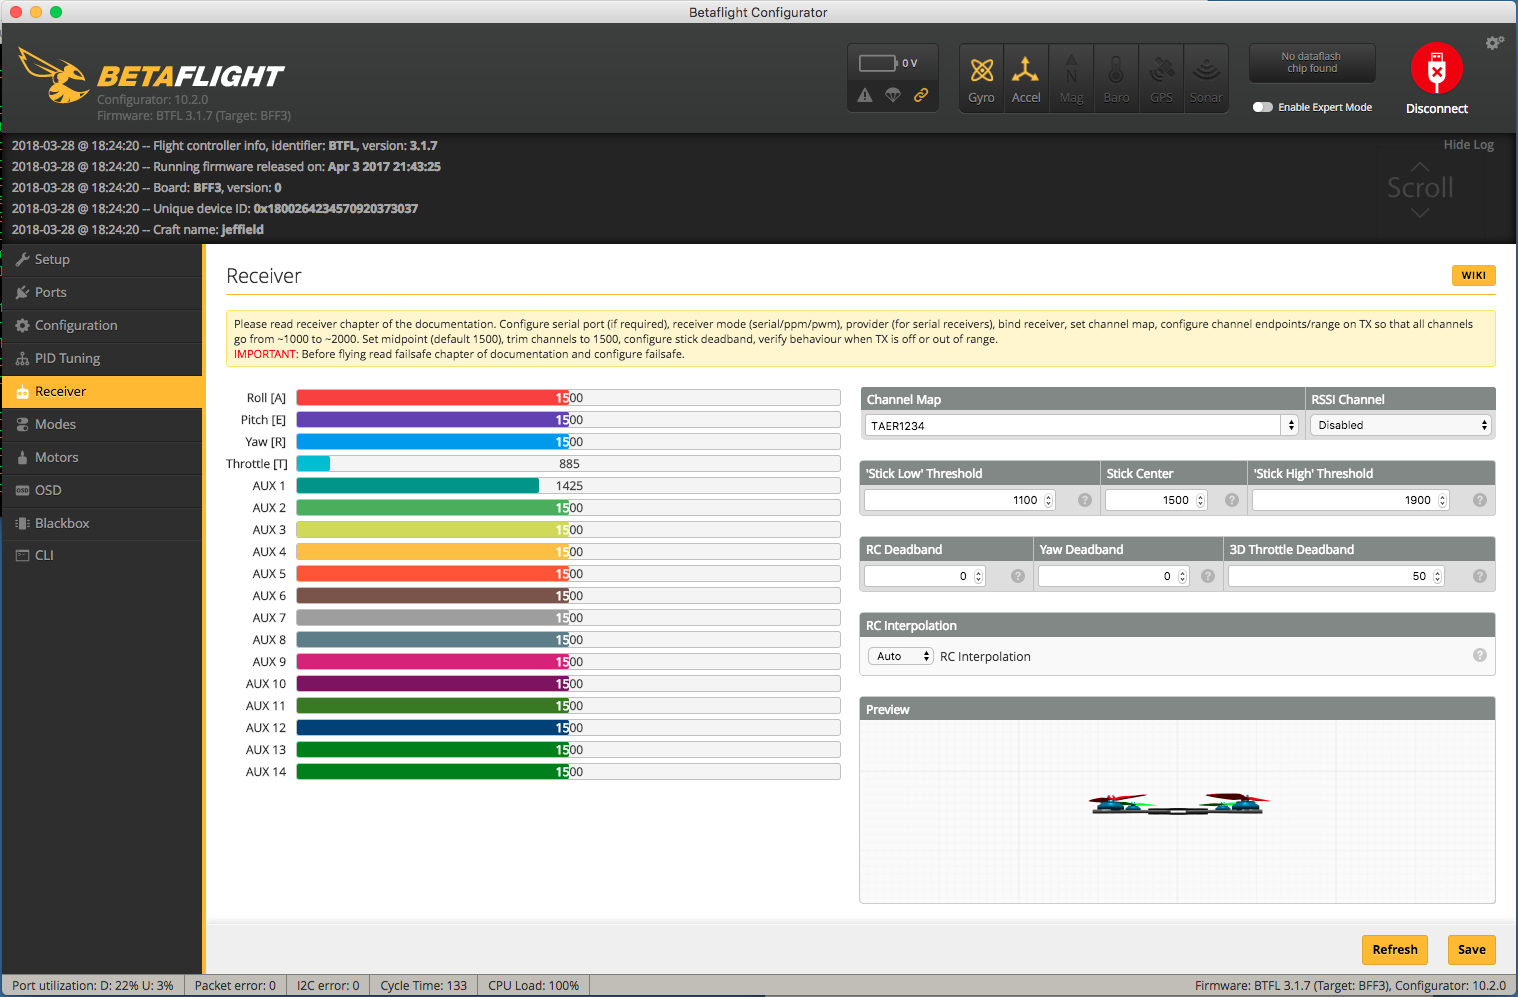 Betaflight Configurator
BETAFLIGHT
Configurator: 10.2.0
Firmware: BTFL 3.1.7 (Target: BFF3)
0 V
Gyro
Accel
Mag
Baro
GPS
Sonar
No dataflash
chip found
Enable Expert Mode
Disconnect
2018-03-28 @ 18:24:20 -- Flight controller info, identifier: BTFL, version: 3.1.7
2018-03-28 @ 18:24:20 -- Running firmware released on: Apr 3 2017 21:43:25
2018-03-28 @ 18:24:20 -- Board: BFF3, version: 0
2018-03-28 @ 18:24:20 -- Unique device ID: 0x1800264234570920373037
2018-03-28 @ 18:24:20 -- Craft name: jeffield
Hide Log
Scroll
Setup
Ports
Configuration
PID Tuning
Receiver
Modes
Motors
OSD
Blackbox
CLI
Receiver
WIKI
Please read receiver chapter of the documentation. Configure serial port (if required), receiver mode (serial/ppm/pwm), provider (for serial receivers), bind receiver, set channel map, configure channel endpoints/range on TX so that all channels
go from ~1000 to ~2000. Set midpoint (default 1500), trim channels to 1500, configure stick deadband, verify behaviour when TX is off or out of range.
IMPORTANT: Before flying read failsafe chapter of documentation and configure failsafe.
Roll [A] 1500
Pitch [E] 1500
Yaw [R] 1500
Throttle [T] 885
AUX 1 1425
AUX 2 1500
AUX 3 1500
AUX 4 1500
AUX 5 1500
AUX 6 1500
AUX 7 1500
AUX 8 1500
AUX 9 1500
AUX 10 1500
AUX 11 1500
AUX 12 1500
AUX 13 1500
AUX 14 1500
Channel Map RSSI Channel
TAER1234 Disabled
'Stick Low' Threshold Stick Center 'Stick High' Threshold
1100 ? 1500 ? 1900 ?
RC Deadband Yaw Deadband 3D Throttle Deadband
0 ? 0 ? 50 ?
RC Interpolation
Auto RC Interpolation ?
Preview
Refresh Save
Port utilization: D: 22% U: 3% Packet error: 0 I2C error: 0 Cycle Time: 133 CPU Load: 100% Firmware: BTFL 3.1.7 (Target: BFF3), Configurator: 10.2.0